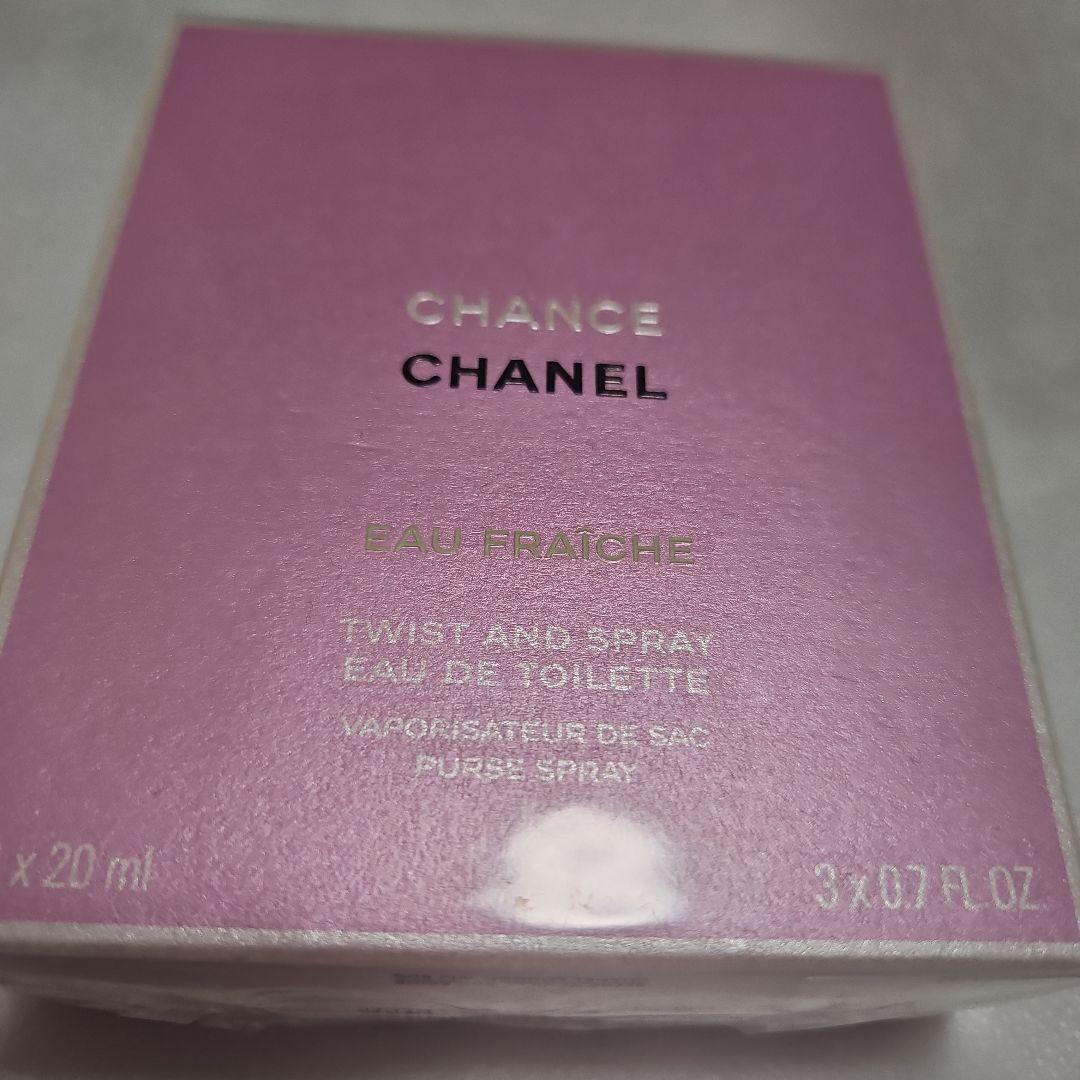 CHANCE
CHANEL
EAU FRAÎCHE
TWIST AND SPRAY
EAU DE TOILETTE
VAPORISATEUR DE SAC
PURSE SPRAY
x 20 ml
3 x 0.7 FL.OZ.